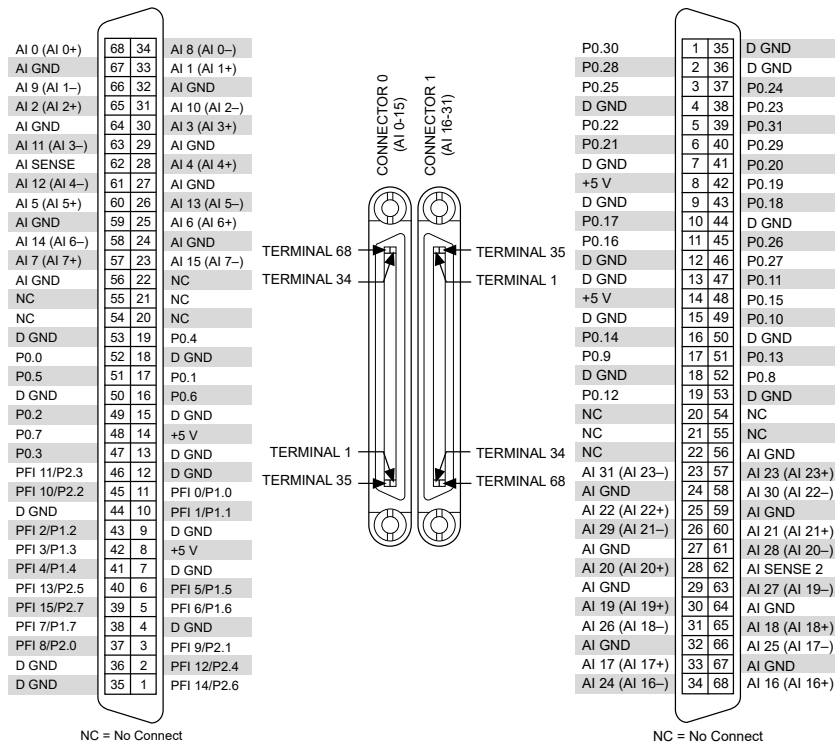 AI 0 (AI 0+) 68 34 AI 8 (AI 0–)
AI GND 67 33 AI 1 (AI 1+)
AI 9 (AI 1–) 66 32 AI GND
AI 2 (AI 2+) 65 31 AI 10 (AI 2–)
AI GND 64 30 AI 3 (AI 3+)
AI 11 (AI 3–) 63 29 AI GND
AI SENSE 62 28 AI 4 (AI 4+)
AI 12 (AI 4–) 61 27 AI GND
AI 5 (AI 5+) 60 26 AI 13 (AI 5–)
AI GND 59 25 AI 6 (AI 6+)
AI 14 (AI 6–) 58 24 AI GND
AI 7 (AI 7+) 57 23 AI 15 (AI 7–)
AI GND 56 22 NC
NC 55 21 NC
NC 54 20 NC
D GND 53 19 P0.4
P0.0 52 18 D GND
P0.5 51 17 P0.1
D GND 50 16 P0.6
P0.2 49 15 D GND
P0.7 48 14 +5 V
P0.3 47 13 D GND
PFI 11/P2.3 46 12 D GND
PFI 10/P2.2 45 11 PFI 0/P1.0
D GND 44 10 PFI 1/P1.1
PFI 2/P1.2 43 9 D GND
PFI 3/P1.3 42 8 +5 V
PFI 4/P1.4 41 7 D GND
PFI 13/P2.5 40 6 PFI 5/P1.5
PFI 15/P2.7 39 5 PFI 6/P1.6
PFI 7/P1.7 38 4 D GND
PFI 8/P2.0 37 3 PFI 9/P2.1
D GND 36 2 PFI 12/P2.4
D GND 35 1 PFI 14/P2.6
NC = No Connect
CONNECTOR 0
(AI 0-15)
CONNECTOR 1
(AI 16-31)
TERMINAL 68
TERMINAL 34
TERMINAL 35
TERMINAL 1
TERMINAL 1
TERMINAL 35
TERMINAL 34
TERMINAL 68
P0.30 1 35 D GND
P0.28 2 36 D GND
P0.25 3 37 P0.24
D GND 4 38 P0.23
P0.22 5 39 P0.31
P0.21 6 40 P0.29
D GND 7 41 P0.20
+5 V 8 42 P0.19
D GND 9 43 P0.18
P0.17 10 44 D GND
P0.16 11 45 P0.26
D GND 12 46 P0.27
D GND 13 47 P0.11
+5 V 14 48 P0.15
D GND 15 49 P0.10
P0.14 16 50 D GND
P0.9 17 51 P0.13
D GND 18 52 P0.8
P0.12 19 53 D GND
NC 20 54 NC
NC 21 55 NC
NC 22 56 AI GND
AI 31 (AI 23–) 23 57 AI 23 (AI 23+)
AI GND 24 58 AI 30 (AI 22–)
AI 22 (AI 22+) 25 59 AI GND
AI 29 (AI 21–) 26 60 AI 21 (AI 21+)
AI GND 27 61 AI 28 (AI 20–)
AI 20 (AI 20+) 28 62 AI SENSE 2
AI GND 29 63 AI 27 (AI 19–)
AI 19 (AI 19+) 30 64 AI GND
AI 26 (AI 18–) 31 65 AI 18 (AI 18+)
AI GND 32 66 AI 25 (AI 17–)
AI 17 (AI 17+) 33 67 AI GND
AI 24 (AI 16–) 34 68 AI 16 (AI 16+)
NC = No Connect